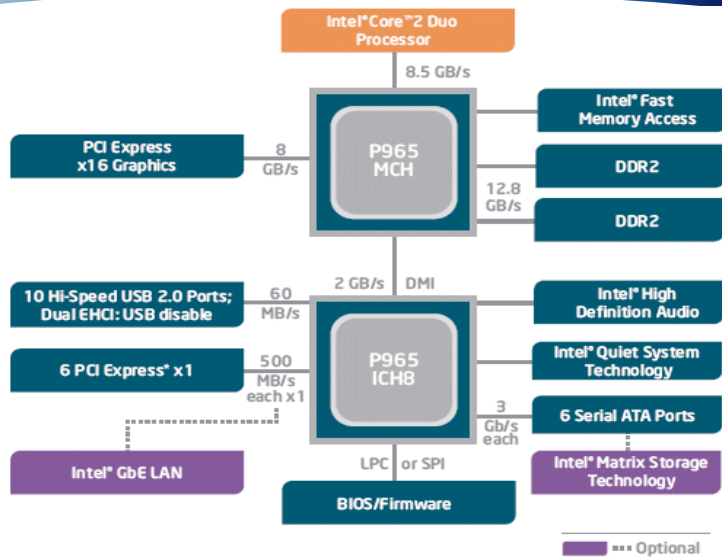 Intel® Core™2 Duo
Processor
8.5 GB/s
Intel® Fast
Memory Access
PCI Express
x16 Graphics
8
GB/s
P965
MCH
DDR2
12.8
GB/s
DDR2
2 GB/s DMI
10 Hi-Speed USB 2.0 Ports;
Dual EHCI: USB disable
60
MB/s
Intel® High
Definition Audio
P965
ICH8
6 PCI Express* x1
500
MB/s
each x1
Intel® Quiet System
Technology
3
Gb/s
each
6 Serial ATA Ports
Intel® GbE LAN
LPC or SPI
Intel® Matrix Storage
Technology
BIOS/Firmware
Optional